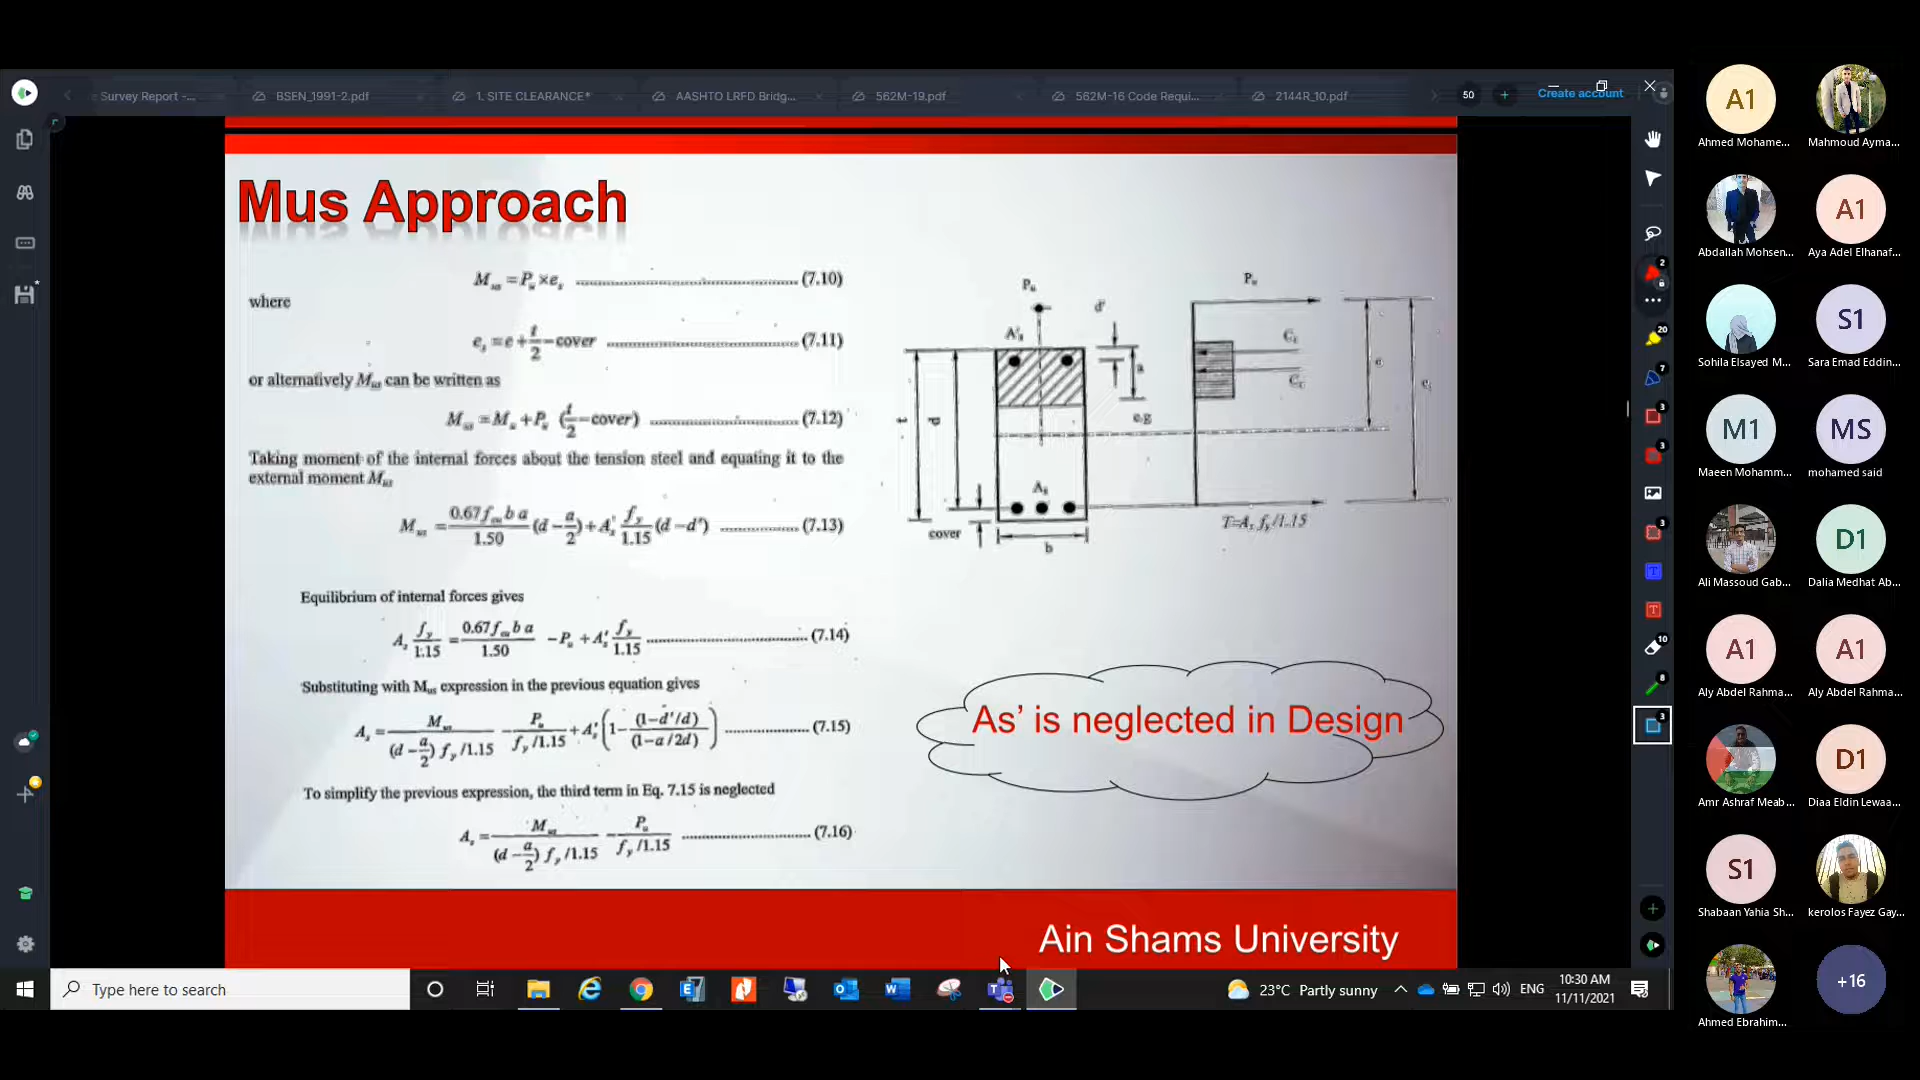 e Survey Report -...
BSEN_1991-2.pdf
1. SITE CLEARANCE*
AASHTO LRFD Bridg...
562M-19.pdf
562M-16 Code Requi...
2144R_10.pdf
50
Create account
Mus Approach
M_us = P_u × e_s (7.10)
where
e_s = e + t/2 - cover (7.11)
or alternatively M_us can be written as
M_us = M_u + P_u (t/2 - cover) (7.12)
Taking moment of the internal forces about the tension steel and equating it to the
external moment M_us
M_us = 0.67 f_cu b a / 1.50 (d - a/2) + A'_s f_y / 1.15 (d - d') (7.13)
Equilibrium of internal forces gives
A_s f_y / 1.15 = 0.67 f_cu b a / 1.50 - P_u + A'_s f_y / 1.15 (7.14)
Substituting with M_us expression in the previous equation gives
A_s = M_us / (d - a/2) f_y /1.15 - P_u / f_y /1.15 + A'_s (1 - (1-d'/d) / (1-a/2d)) (7.15)
To simplify the previous expression, the third term in Eq. 7.15 is neglected
A_s = M_us / (d - a/2) f_y /1.15 - P_u / f_y /1.15 (7.16)
P_u
d'
A'_s
a
t
d
e.g
A_s
cover
b
P_u
C_s
C_c
e
e_s
T=A_s f_y/1.15
As’ is neglected in Design
Ain Shams University
2
20
7
3
3
3
T
T
10
8
3
Type here to search
23°C Partly sunny
ENG
10:30 AM
11/11/2021
A1
Ahmed Mohame...
Mahmoud Ayma...
Abdallah Mohsen...
A1
Aya Adel Elhanaf...
Sohila Elsayed M...
S1
Sara Emad Eddin...
M1
Maeen Mohamm...
MS
mohamed said
Ali Massoud Gab...
D1
Dalia Medhat Ab...
A1
Aly Abdel Rahma...
A1
Aly Abdel Rahma...
Amr Ashraf Meab...
D1
Diaa Eldin Lewaa...
S1
Shabaan Yahia Sh...
kerolos Fayez Gay...
Ahmed Ebrahim...
+16